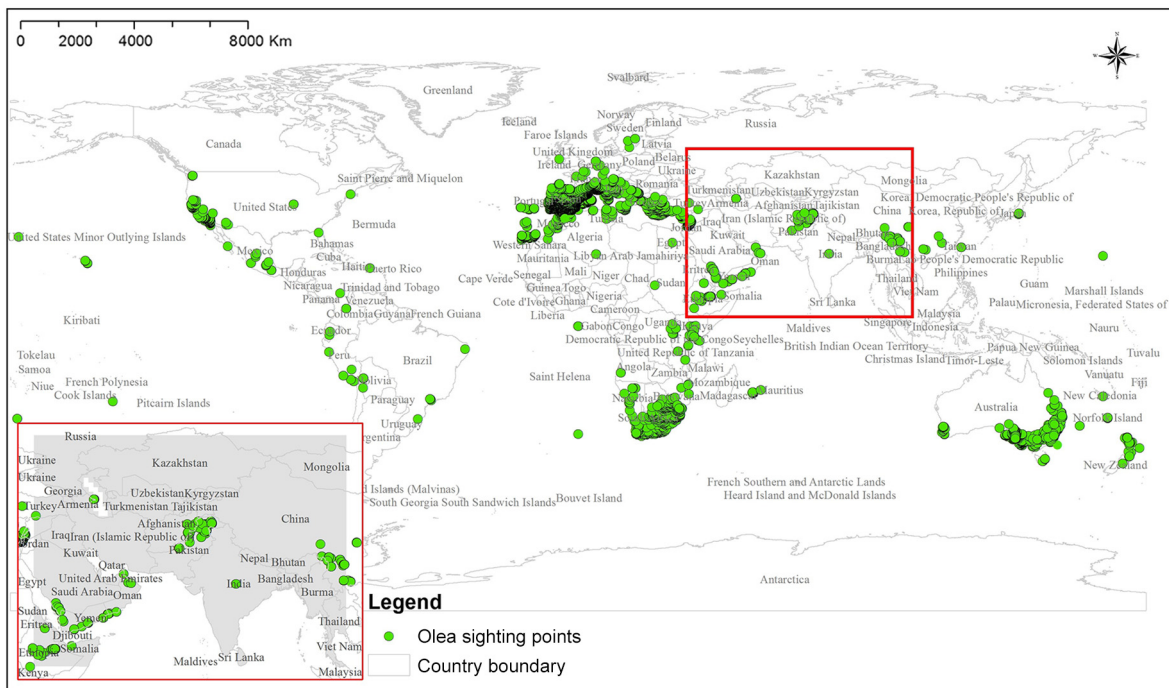 0 2000 4000 8000 Km
Svalbard
Greenland
Iceland
Norway
Finland
Russia
Faroe Islands
Sweden
Canada
Latvia
United Kingdom
Ireland
Germany
Poland
Belarus
Ukraine
Kazakhstan
Mongolia
Saint Pierre and Miquelon
Romania
Turkmenistan
Uzbekistan
Kyrgyzstan
Korea, Democratic People's Republic of
United States
Turkey
Armenia
Afghanistan
Tajikistan
China
Korea, Republic of
Japan
Bermuda
Iraq
Iran (Islamic Republic of)
Jordan
Kuwait
Pakistan
Nepal
Bhutan
United States Minor Outlying Islands
Algeria
Western Sahara
Egypt
Saudi Arabia
Oman
India
Bangladesh
Taiwan
Bahamas
Mexico
Cuba
Mauritania
Libyan Arab Jamahiriya
Burma
Lao People's Democratic Republic
Haiti
Puerto Rico
Honduras
Cape Verde
Senegal
Mali
Niger
Chad
Sudan
Eritrea
Thailand
Philippines
Guam
Nicaragua
Trinidad and Tobago
Guinea
Togo
Nigeria
Somalia
Viet Nam
Marshall Islands
Panama
Venezuela
Cote d'Ivoire
Ghana
Cameroon
Sri Lanka
Palau
Micronesia, Federated States of
Colombia
Guyana
French Guiana
Liberia
Malaysia
Kiribati
Ecuador
Gabon
Congo
Maldives
Singapore
Indonesia
Nauru
Democratic Republic of
Congo
Seychelles
British Indian Ocean Territory
Papua New Guinea
Tokelau
Peru
Brazil
United Republic of Tanzania
Christmas Island
Timor-Leste
Solomon Islands
Tuvalu
Samoa
Saint Helena
Angola
Malawi
Vanuatu
Niue
French Polynesia
Bolivia
Zambia
Mozambique
Mauritius
Fiji
Cook Islands
Pitcairn Islands
Paraguay
Madagascar
Australia
New Caledonia
Uruguay
Norfolk Island
New Zealand
South Georgia South Sandwich Islands
Bouvet Island
French Southern and Antarctic Lands
Heard Island and McDonald Islands
Antarctica
Russia
Ukraine
Kazakhstan
Mongolia
Ukraine
Georgia
Uzbekistan
Kyrgyzstan
Turkey
Armenia
Turkmenistan
Tajikistan
Afghanistan
China
Iraq
Iran (Islamic Republic of)
Kuwait
Pakistan
Nepal
Bhutan
Qatar
Egypt
United Arab Emirates
India
Bangladesh
Saudi Arabia
Oman
Burma
Sudan
Yemen
Eritrea
Thailand
Djibouti
Ethiopia
Somalia
Viet Nam
Maldives
Sri Lanka
Kenya
Malaysia
Legend
Olea sighting points
Country boundary